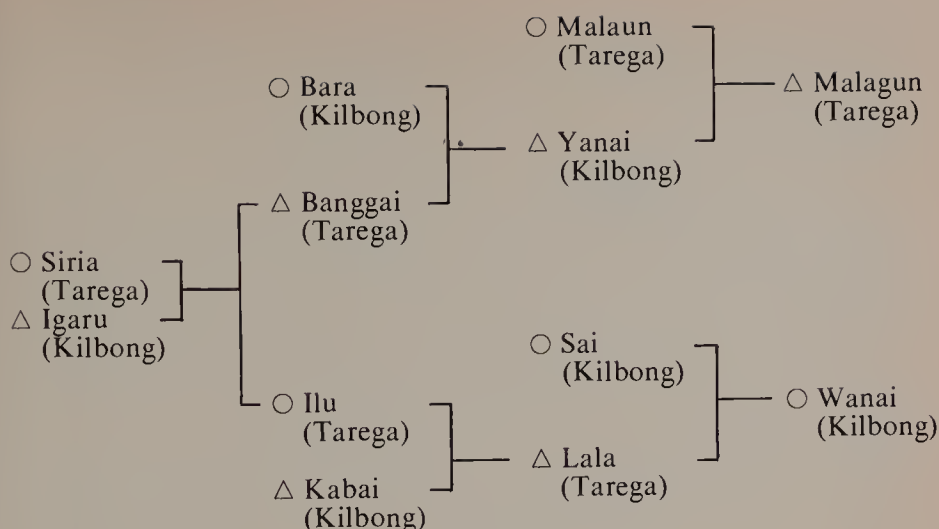 Malaun
(Tarega)
Bara
(Kilbong)
Malagun
(Tarega)
Yanai
(Kilbong)
Banggai
(Tarega)
Siria
(Tarega)
Igaru
(Kilbong)
Sai
(Kilbong)
Ilu
(Tarega)
Wanai
(Kilbong)
Lala
(Tarega)
Kabai
(Kilbong)